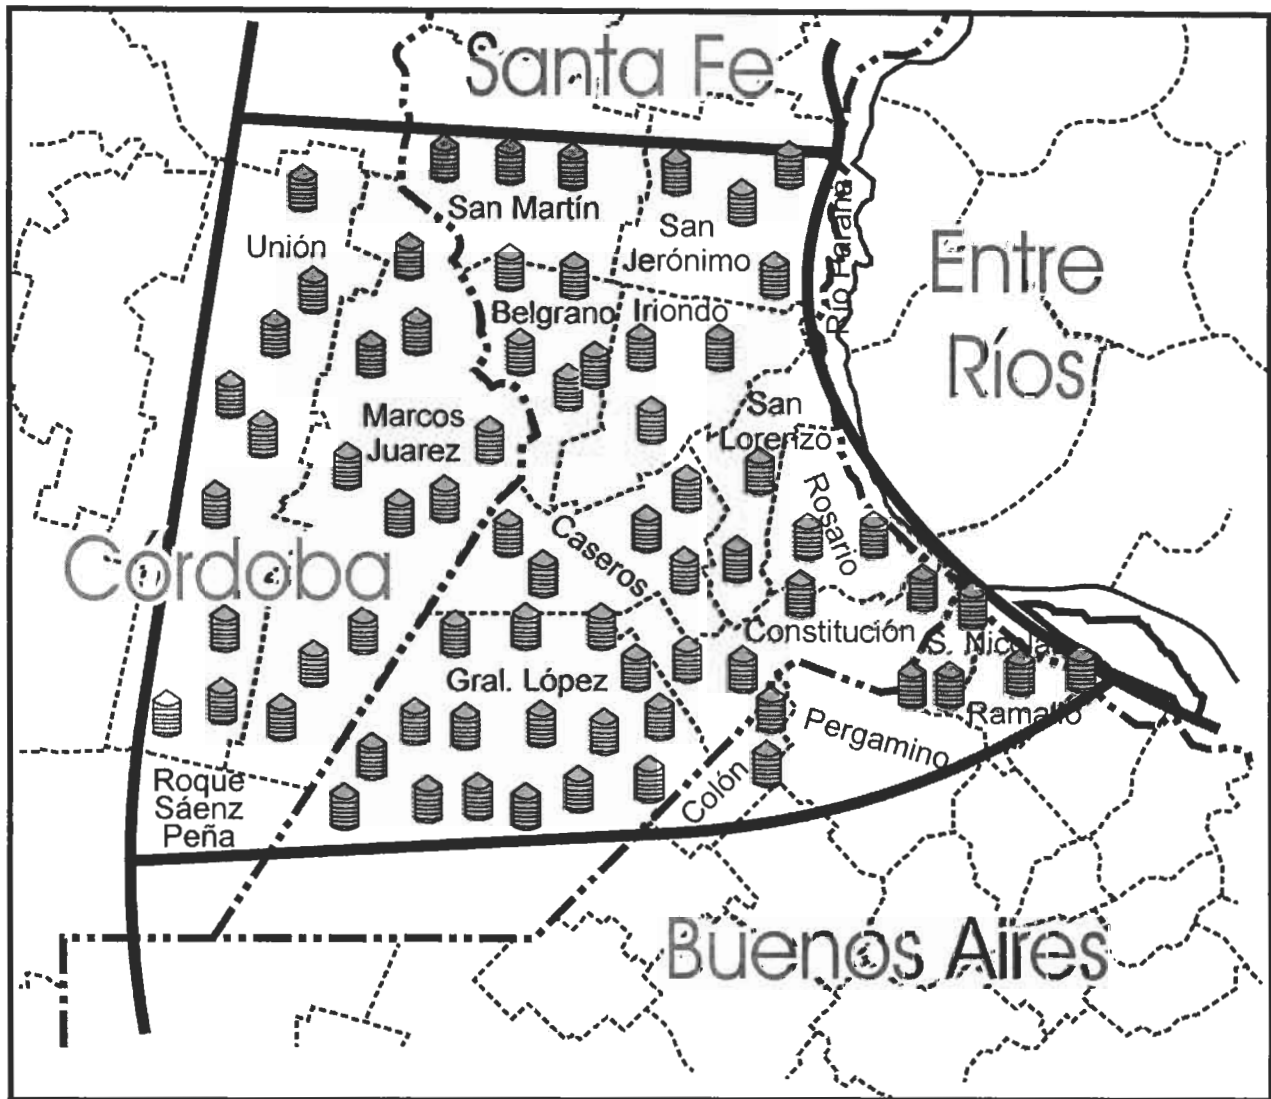 Santa Fe
San Martín
San
Jerónimo
Unión
Río Paraná
Entre
Ríos
Belgrano
Iriondo
San
Lorenzo
Marcos
Juarez
Rosario
Caseros
Córdoba
Constitución
S. Nicolás
Gral. López
Ramallo
Pergamino
Colón
Roque
Sáenz
Peña
Buenos Aires